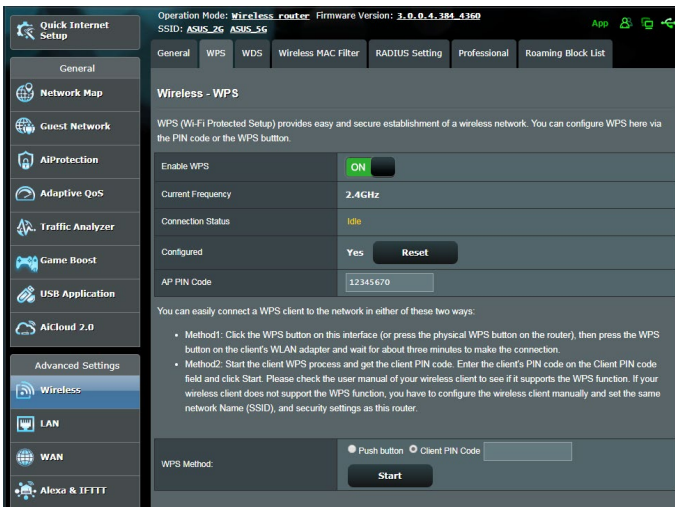 Quick Internet
Setup
General
Network Map
Guest Network
AiProtection
Adaptive QoS
Traffic Analyzer
Game Boost
USB Application
AiCloud 2.0
Advanced Settings
Wireless
LAN
WAN
Alexa & IFTTT
Operation Mode: Wireless router Firmware Version: 3.0.0.4.384_4360
SSID: ASUS_2G ASUS_5G
App
General WPS WDS Wireless MAC Filter RADIUS Setting Professional Roaming Block List
Wireless - WPS
WPS (Wi-Fi Protected Setup) provides easy and secure establishment of a wireless network. You can configure WPS here via
the PIN code or the WPS buttton.
Enable WPS ON
Current Frequency 2.4GHz
Connection Status Idle
Configured Yes Reset
AP PIN Code 12345670
You can easily connect a WPS client to the network in either of these two ways:
• Method1: Click the WPS button on this interface (or press the physical WPS button on the router), then press the WPS
button on the client's WLAN adapter and wait for about three minutes to make the connection.
• Method2: Start the client WPS process and get the client PIN code. Enter the client's PIN code on the Client PIN code
field and click Start. Please check the user manual of your wireless client to see if it supports the WPS function. If your
wireless client does not support the WPS function, you have to configure the wireless client manually and set the same
network Name (SSID), and security settings as this router.
WPS Method: Push button Client PIN Code
Start